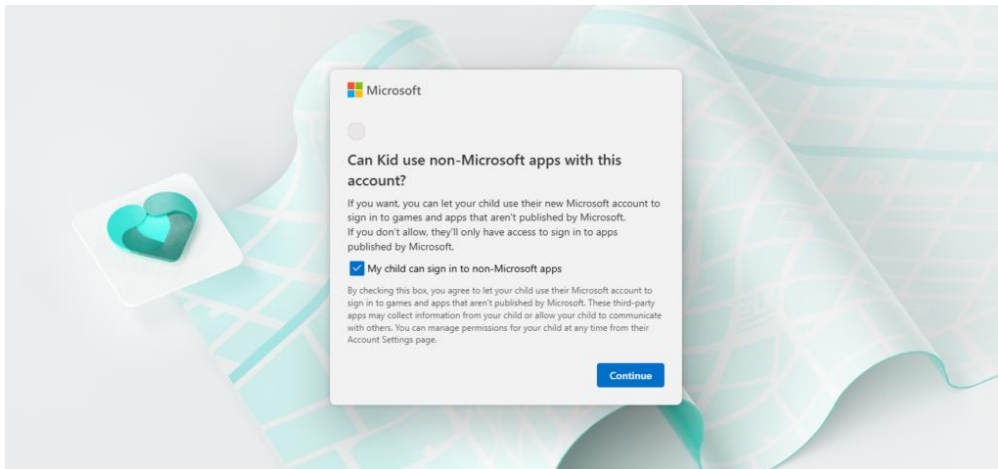 Microsoft
Can Kid use non-Microsoft apps with this
account?
If you want, you can let your child use their new Microsoft account to
sign in to games and apps that aren't published by Microsoft.
If you don't allow, they'll only have access to sign in to apps
published by Microsoft.
My child can sign in to non-Microsoft apps
By checking this box, you agree to let your child use their Microsoft account to
sign in to games and apps that aren't published by Microsoft. These third-party
apps may collect information from your child or allow your child to communicate
with others. You can manage permissions for your child at any time from their
Account Settings page.
Continue